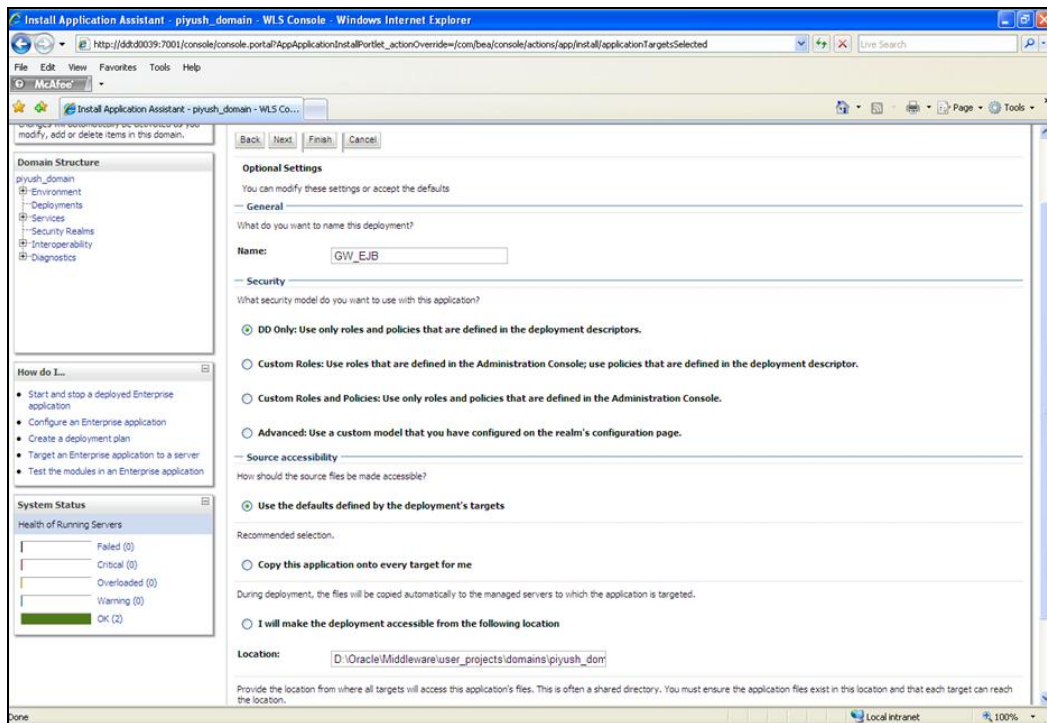 Install Application Assistant - piyush_domain - WLS Console - Windows Internet Explorer
http://ddtd0039:7001/console/console.portal?AppApplicationInstallPortlet_actionOverride=/com/bea/console/actions/app/install/applicationTargetsSelected
Live Search
File Edit View Favorites Tools Help
McAfee
Install Application Assistant - piyush_domain - WLS Co...
Page Tools
modify, add or delete items in this domain.
Back Next Finish Cancel
Domain Structure
piyush_domain
Environment
Deployments
Services
Security Realms
Interoperability
Diagnostics
How do I...
Start and stop a deployed Enterprise
application
Configure an Enterprise application
Create a deployment plan
Target an Enterprise application to a server
Test the modules in an Enterprise application
System Status
Health of Running Servers
Failed (0)
Critical (0)
Overloaded (0)
Warning (0)
OK (2)
Optional Settings
You can modify these settings or accept the defaults
General
What do you want to name this deployment?
Name: GW_EJB
Security
What security model do you want to use with this application?
DD Only: Use only roles and policies that are defined in the deployment descriptors.
Custom Roles: Use roles that are defined in the Administration Console; use policies that are defined in the deployment descriptor.
Custom Roles and Policies: Use only roles and policies that are defined in the Administration Console.
Advanced: Use a custom model that you have configured on the realm's configuration page.
Source accessibility
How should the source files be made accessible?
Use the defaults defined by the deployment's targets
Recommended selection.
Copy this application onto every target for me
During deployment, the files will be copied automatically to the managed servers to which the application is targeted.
I will make the deployment accessible from the following location
Location: D:\Oracle\Middleware\user_projects\domains\piyush_dom
Provide the location from where all targets will access this application's files. This is often a shared directory. You must ensure the application files exist in this location and that each target can reach
the location.
Done
Local intranet
100%